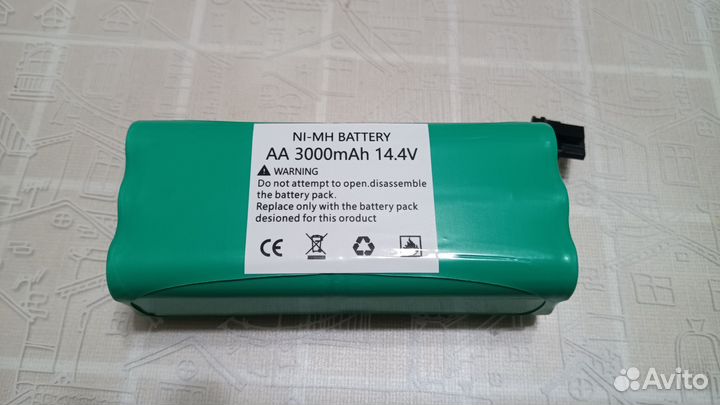 NI-MH BATTERY
AA 3000mAh 14.4V
WARNING
Do not attempt to open.disassemble
the battery pack.
Replace only with the battery pack
desioned for this oroduct
CE
Avito